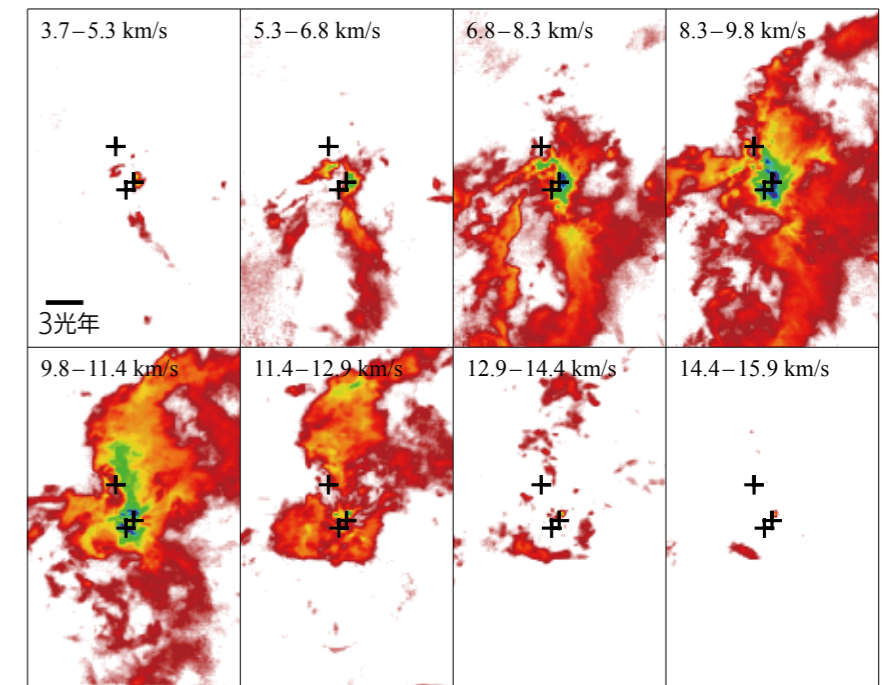 3.7–5.3 km/s
5.3–6.8 km/s
6.8–8.3 km/s
8.3–9.8 km/s
3光年
9.8–11.4 km/s
11.4–12.9 km/s
12.9–14.4 km/s
14.4–15.9 km/s